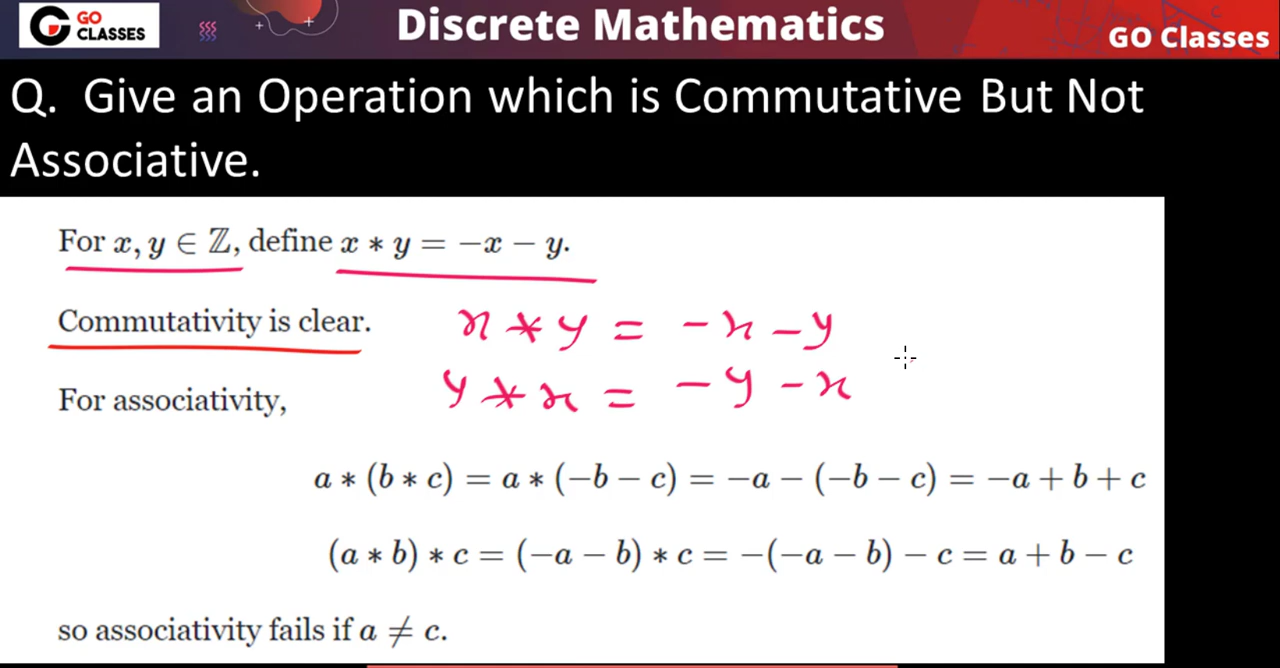 GO CLASSES
Discrete Mathematics
GO Classes
Q. Give an Operation which is Commutative But Not
Associative.
For x, y ∈ ℤ, define x * y = −x − y.
Commutativity is clear.
x * y = −x − y
y * x = −y − x
For associativity,
a * (b * c) = a * (−b − c) = −a − (−b − c) = −a + b + c
(a * b) * c = (−a − b) * c = −(−a − b) − c = a + b − c
so associativity fails if a ≠ c.